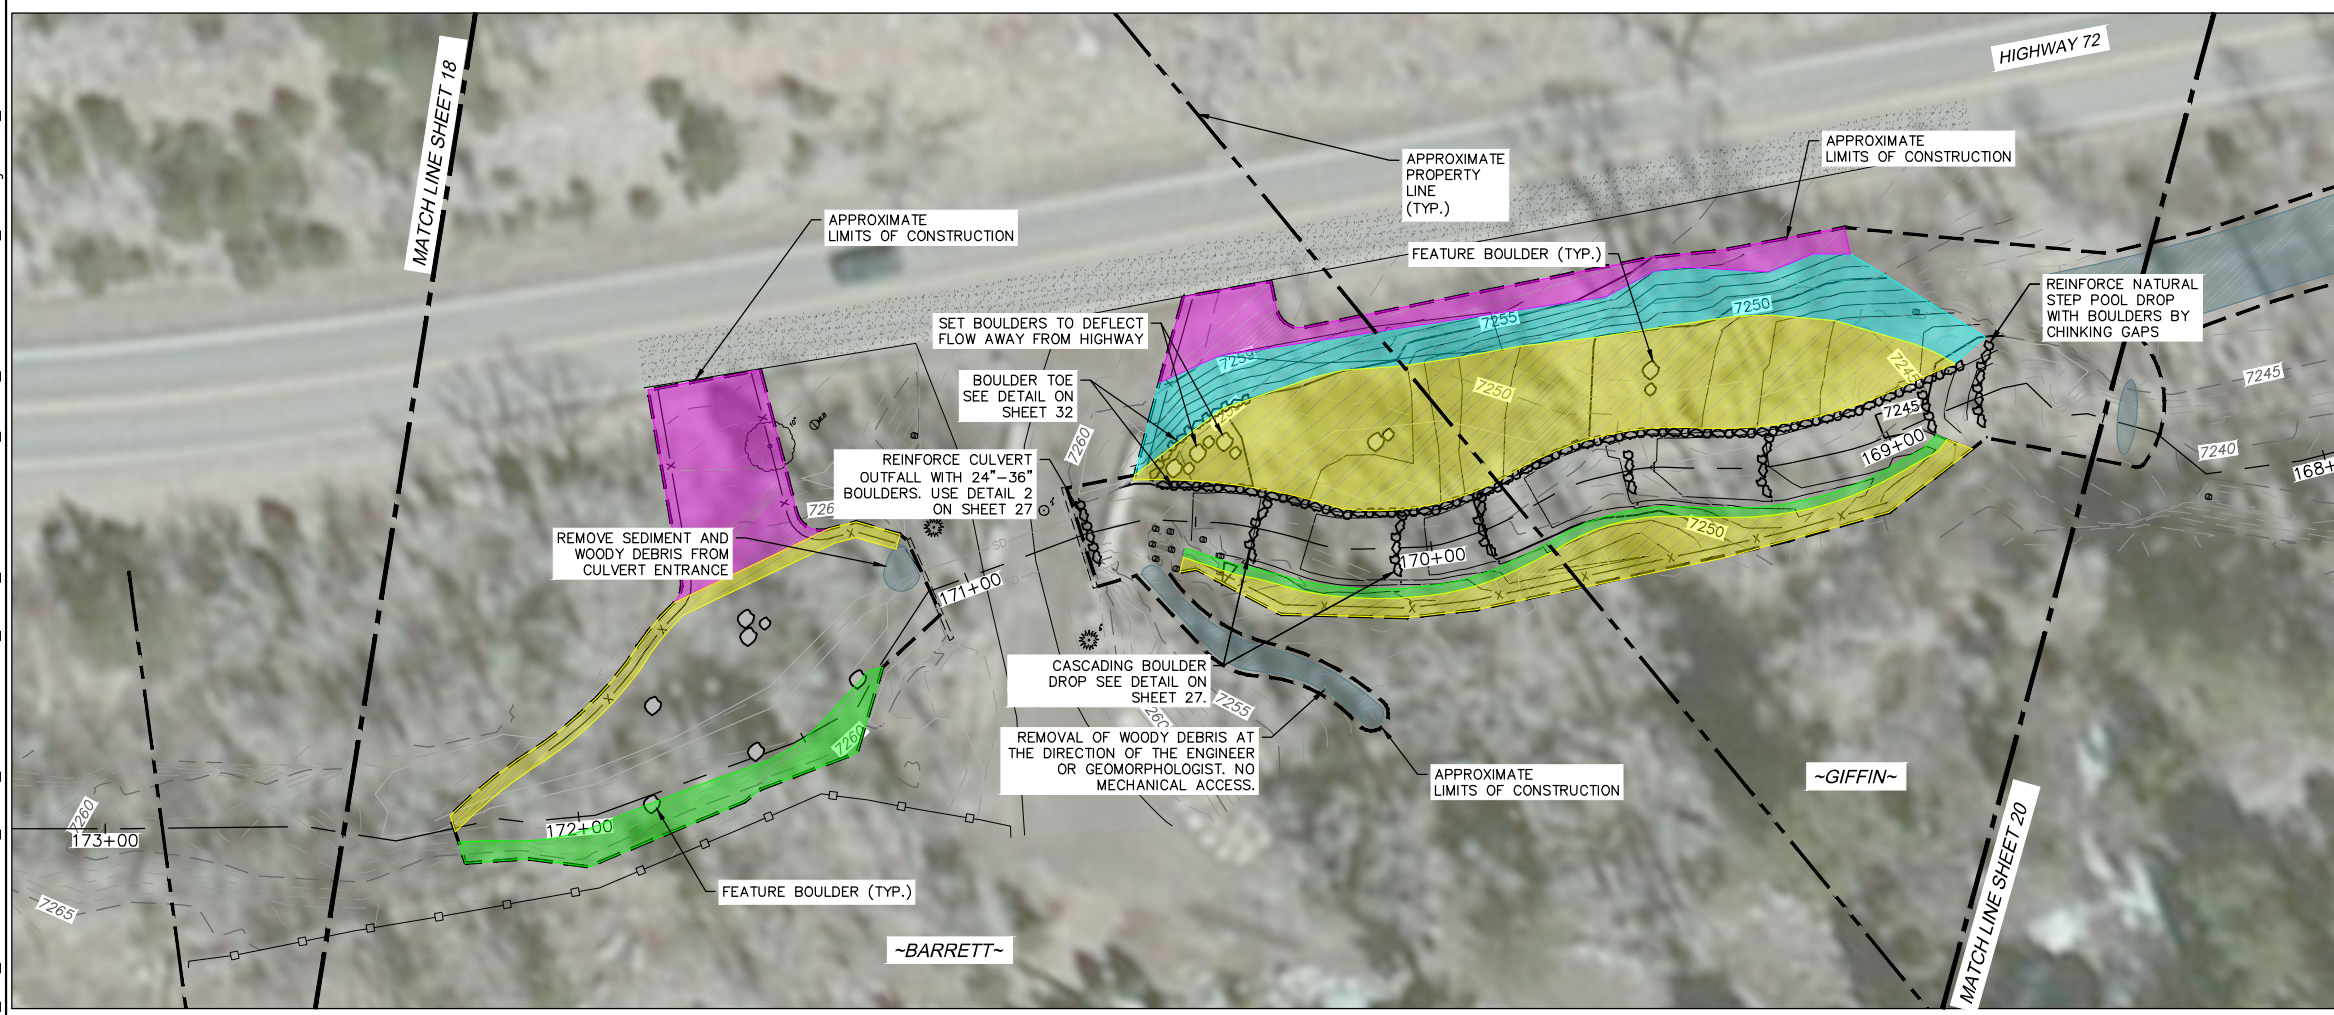 HIGHWAY 72
MATCH LINE SHEET 18
APPROXIMATE
LIMITS OF CONSTRUCTION
APPROXIMATE
PROPERTY
LINE
(TYP.)
APPROXIMATE
LIMITS OF CONSTRUCTION
FEATURE BOULDER (TYP.)
REINFORCE NATURAL
STEP POOL DROP
WITH BOULDERS BY
CHINKING GAPS
SET BOULDERS TO DEFLECT
FLOW AWAY FROM HIGHWAY
BOULDER TOE
SEE DETAIL ON
SHEET 32
REINFORCE CULVERT
OUTFALL WITH 24"-36"
BOULDERS. USE DETAIL 2
ON SHEET 27
REMOVE SEDIMENT AND
WOODY DEBRIS FROM
CULVERT ENTRANCE
7250
7255
7259
7250
7245
7245
7245
7240
7260
169+00
168+
7250
170+00
171+00
SD
CASCADING BOULDER
DROP SEE DETAIL ON
SHEET 27.
7255
REMOVAL OF WOODY DEBRIS AT
THE DIRECTION OF THE ENGINEER
OR GEOMORPHOLOGIST. NO
MECHANICAL ACCESS.
APPROXIMATE
LIMITS OF CONSTRUCTION
~GIFFIN~
7260
7260
172+00
173+00
7265
FEATURE BOULDER (TYP.)
~BARRETT~
MATCH LINE SHEET 20